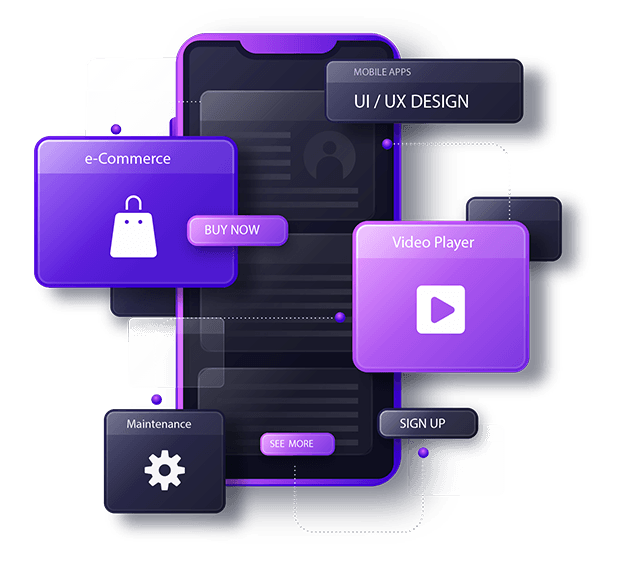 MOBILE APPS
UI / UX DESIGN
e-Commerce
BUY NOW
Video Player
Maintenance
SIGN UP
SEE MORE